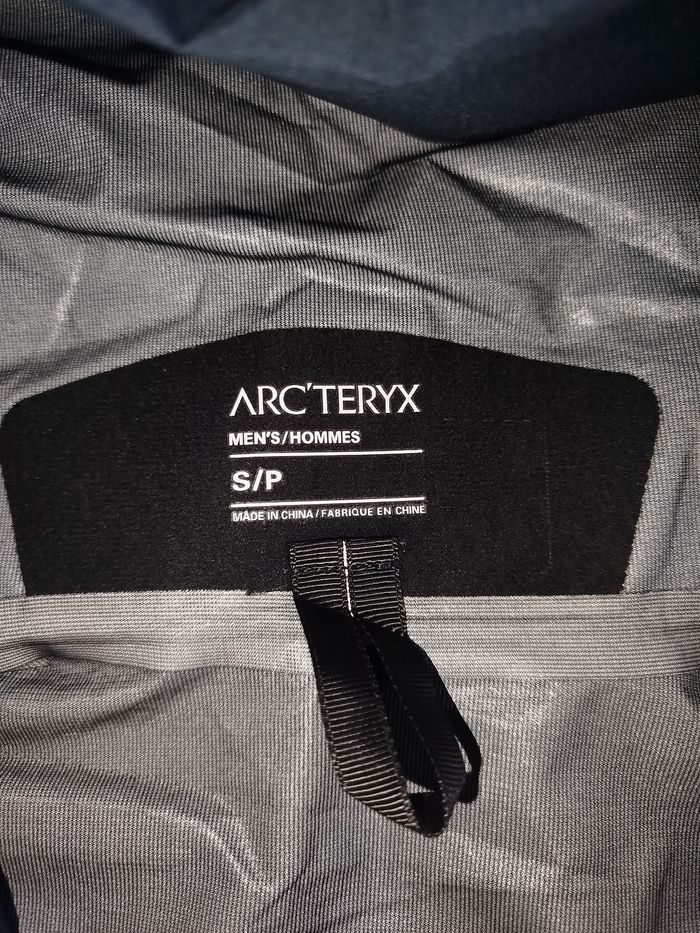 ARC'TERYX
MEN'S/HOMMES
S/P
MADE IN CHINA / FABRIQUE EN CHINE